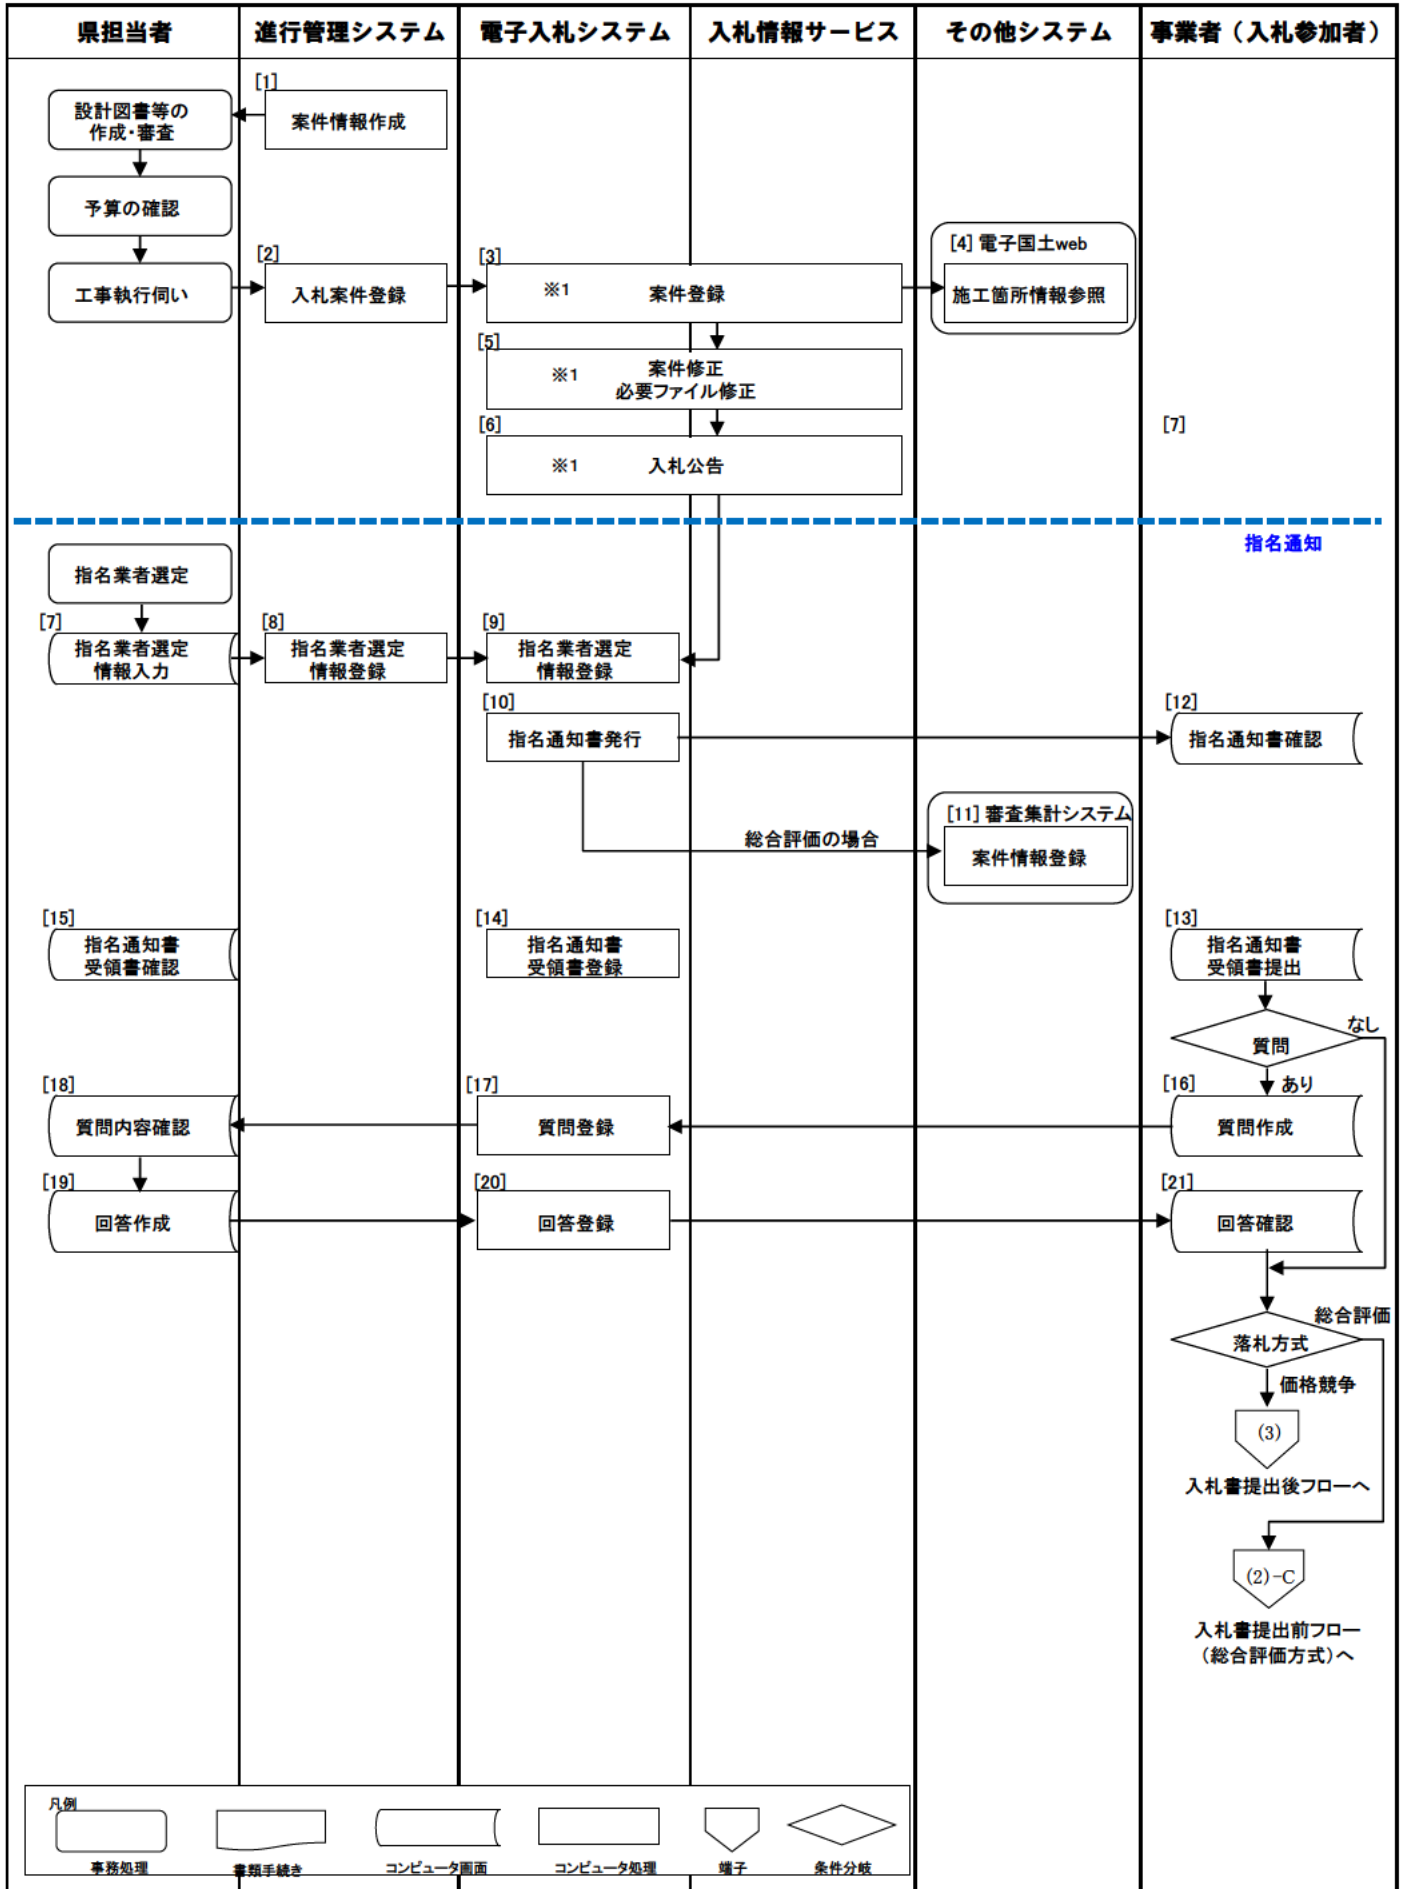 県担当者
進行管理システム
電子入札システム
入札情報サービス
その他システム
事業者（入札参加者）
[1]
設計図書等の
作成・審査
案件情報作成
予算の確認
[2]
[3]
[4] 電子国土web
工事執行伺い
入札案件登録
※1 案件登録
施工箇所情報参照
[5]
※1
案件修正
必要ファイル修正
[6]
[7]
※1 入札公告
指名通知
指名業者選定
[7]
[8]
[9]
指名業者選定
情報入力
指名業者選定
情報登録
指名業者選定
情報登録
[10]
[12]
指名通知書発行
指名通知書確認
[11] 審査集計システム
総合評価の場合
案件情報登録
[15]
[14]
[13]
指名通知書
受領書確認
指名通知書
受領書登録
指名通知書
受領書提出
なし
質問
[18]
[17]
[16]
あり
質問内容確認
質問登録
質問作成
[19]
[20]
[21]
回答作成
回答登録
回答確認
総合評価
落札方式
価格競争
(3)
入札書提出後フローへ
(2)-C
入札書提出前フロー
（総合評価方式）へ
凡例
事務処理
書類手続き
コンピュータ画面
コンピュータ処理
端子
条件分岐